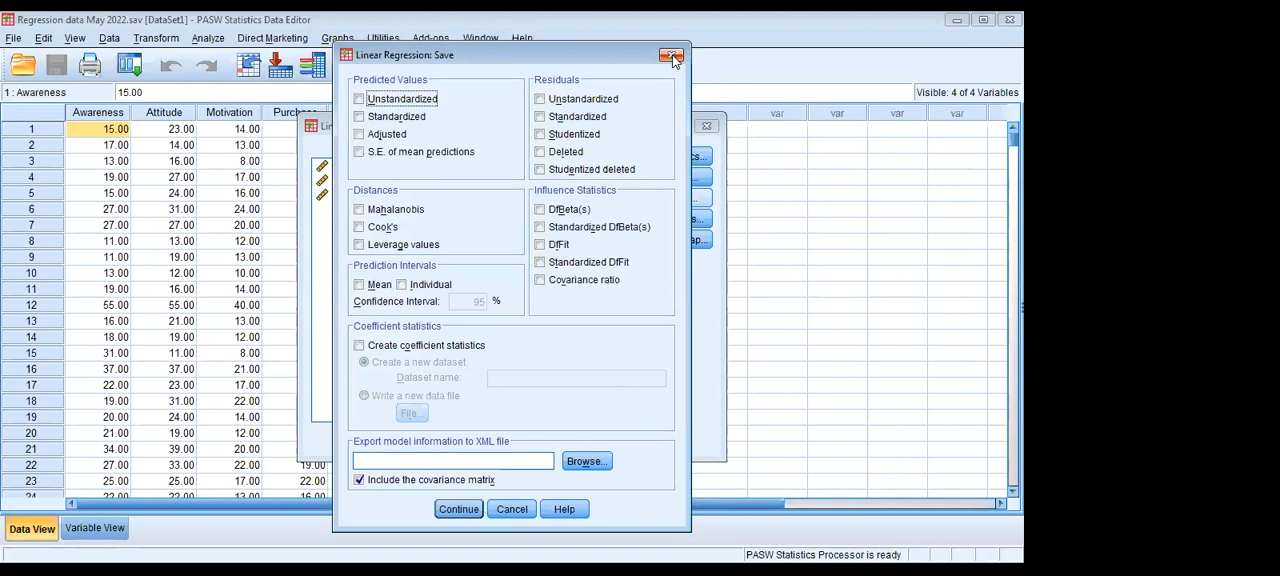 Regression data May 2022.sav [DataSet1] - PASW Statistics Data Editor
File Edit View Data Transform Analyze Direct Marketing Graphs Utilities Add-ons Window Help
Linear Regression: Save
1 : Awareness 15.00 Visible: 4 of 4 Variables
Awareness Attitude Motivation Purchase var var var var
1 15.00 23.00 14.00
2 17.00 14.00 13.00
3 13.00 16.00 8.00
4 19.00 27.00 17.00
5 15.00 24.00 16.00
6 27.00 31.00 24.00
7 27.00 27.00 20.00
8 11.00 13.00 12.00
9 11.00 19.00 13.00
10 13.00 12.00 10.00
11 19.00 16.00 14.00
12 55.00 55.00 40.00
13 16.00 21.00 13.00
14 18.00 19.00 12.00
15 31.00 11.00 8.00
16 37.00 37.00 21.00
17 22.00 23.00 17.00
18 19.00 31.00 22.00
19 20.00 24.00 14.00
20 21.00 19.00 12.00
21 34.00 39.00 20.00
22 27.00 33.00 22.00 19.00
23 25.00 25.00 17.00 22.00
24 22.00 22.00 13.00 16.00
Predicted Values
Unstandardized
Standardized
Adjusted
S.E. of mean predictions
Residuals
Unstandardized
Standardized
Studentized
Deleted
Studentized deleted
Distances
Mahalanobis
Cook's
Leverage values
Influence Statistics
DfBeta(s)
Standardized DfBeta(s)
DfFit
Standardized DfFit
Covariance ratio
Prediction Intervals
Mean Individual
Confidence Interval: 95 %
Coefficient statistics
Create coefficient statistics
Create a new dataset
Dataset name:
Write a new data file
File...
Export model information to XML file
Browse...
Include the covariance matrix
Continue Cancel Help
Data View Variable View
PASW Statistics Processor is ready